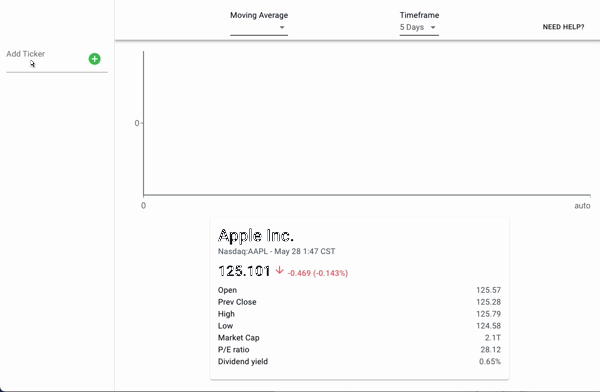 Moving Average
Timeframe
5 Days
NEED HELP?
Add Ticker
0
0
auto
Apple Inc.
Nasdaq:AAPL - May 28 1:47 CST
125.101 -0.469 (-0.143%)
Open 125.57
Prev Close 125.28
High 125.79
Low 124.58
Market Cap 2.1T
P/E ratio 28.12
Dividend yield 0.65%